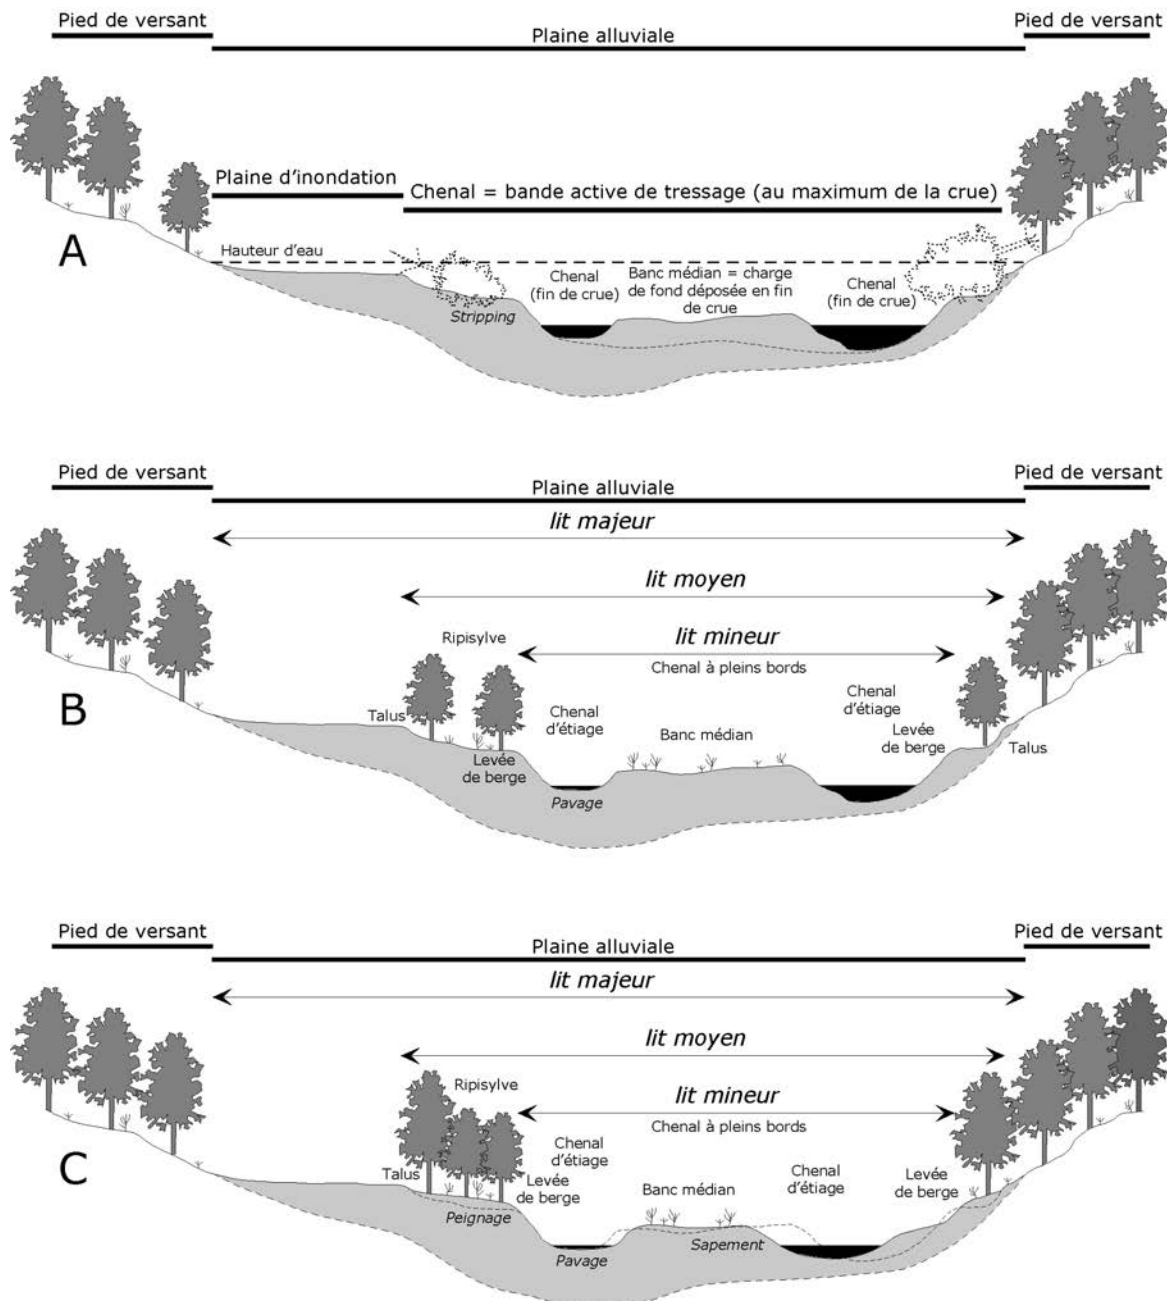 Pied de versant
Plaine alluviale
Pied de versant
Plaine d'inondation
Chenal = bande active de tressage (au maximum de la crue)
A
Hauteur d'eau
Stripping
Chenal
(fin de crue)
Banc médian = charge
de fond déposée en fin
de crue
Chenal
(fin de crue)
Pied de versant
Plaine alluviale
Pied de versant
lit majeur
lit moyen
lit mineur
Chenal à pleins bords
Ripisylve
B
Talus
Levée
de berge
Chenal
d'étiage
Pavage
Banc médian
Chenal
d'étiage
Levée
de berge
Talus
Pied de versant
Plaine alluviale
Pied de versant
lit majeur
lit moyen
lit mineur
Chenal à pleins bords
Ripisylve
C
Talus
Peignage
Levée
de berge
Chenal
d'étiage
Pavage
Banc médian
Sapement
Chenal
d'étiage
Levée
de berge